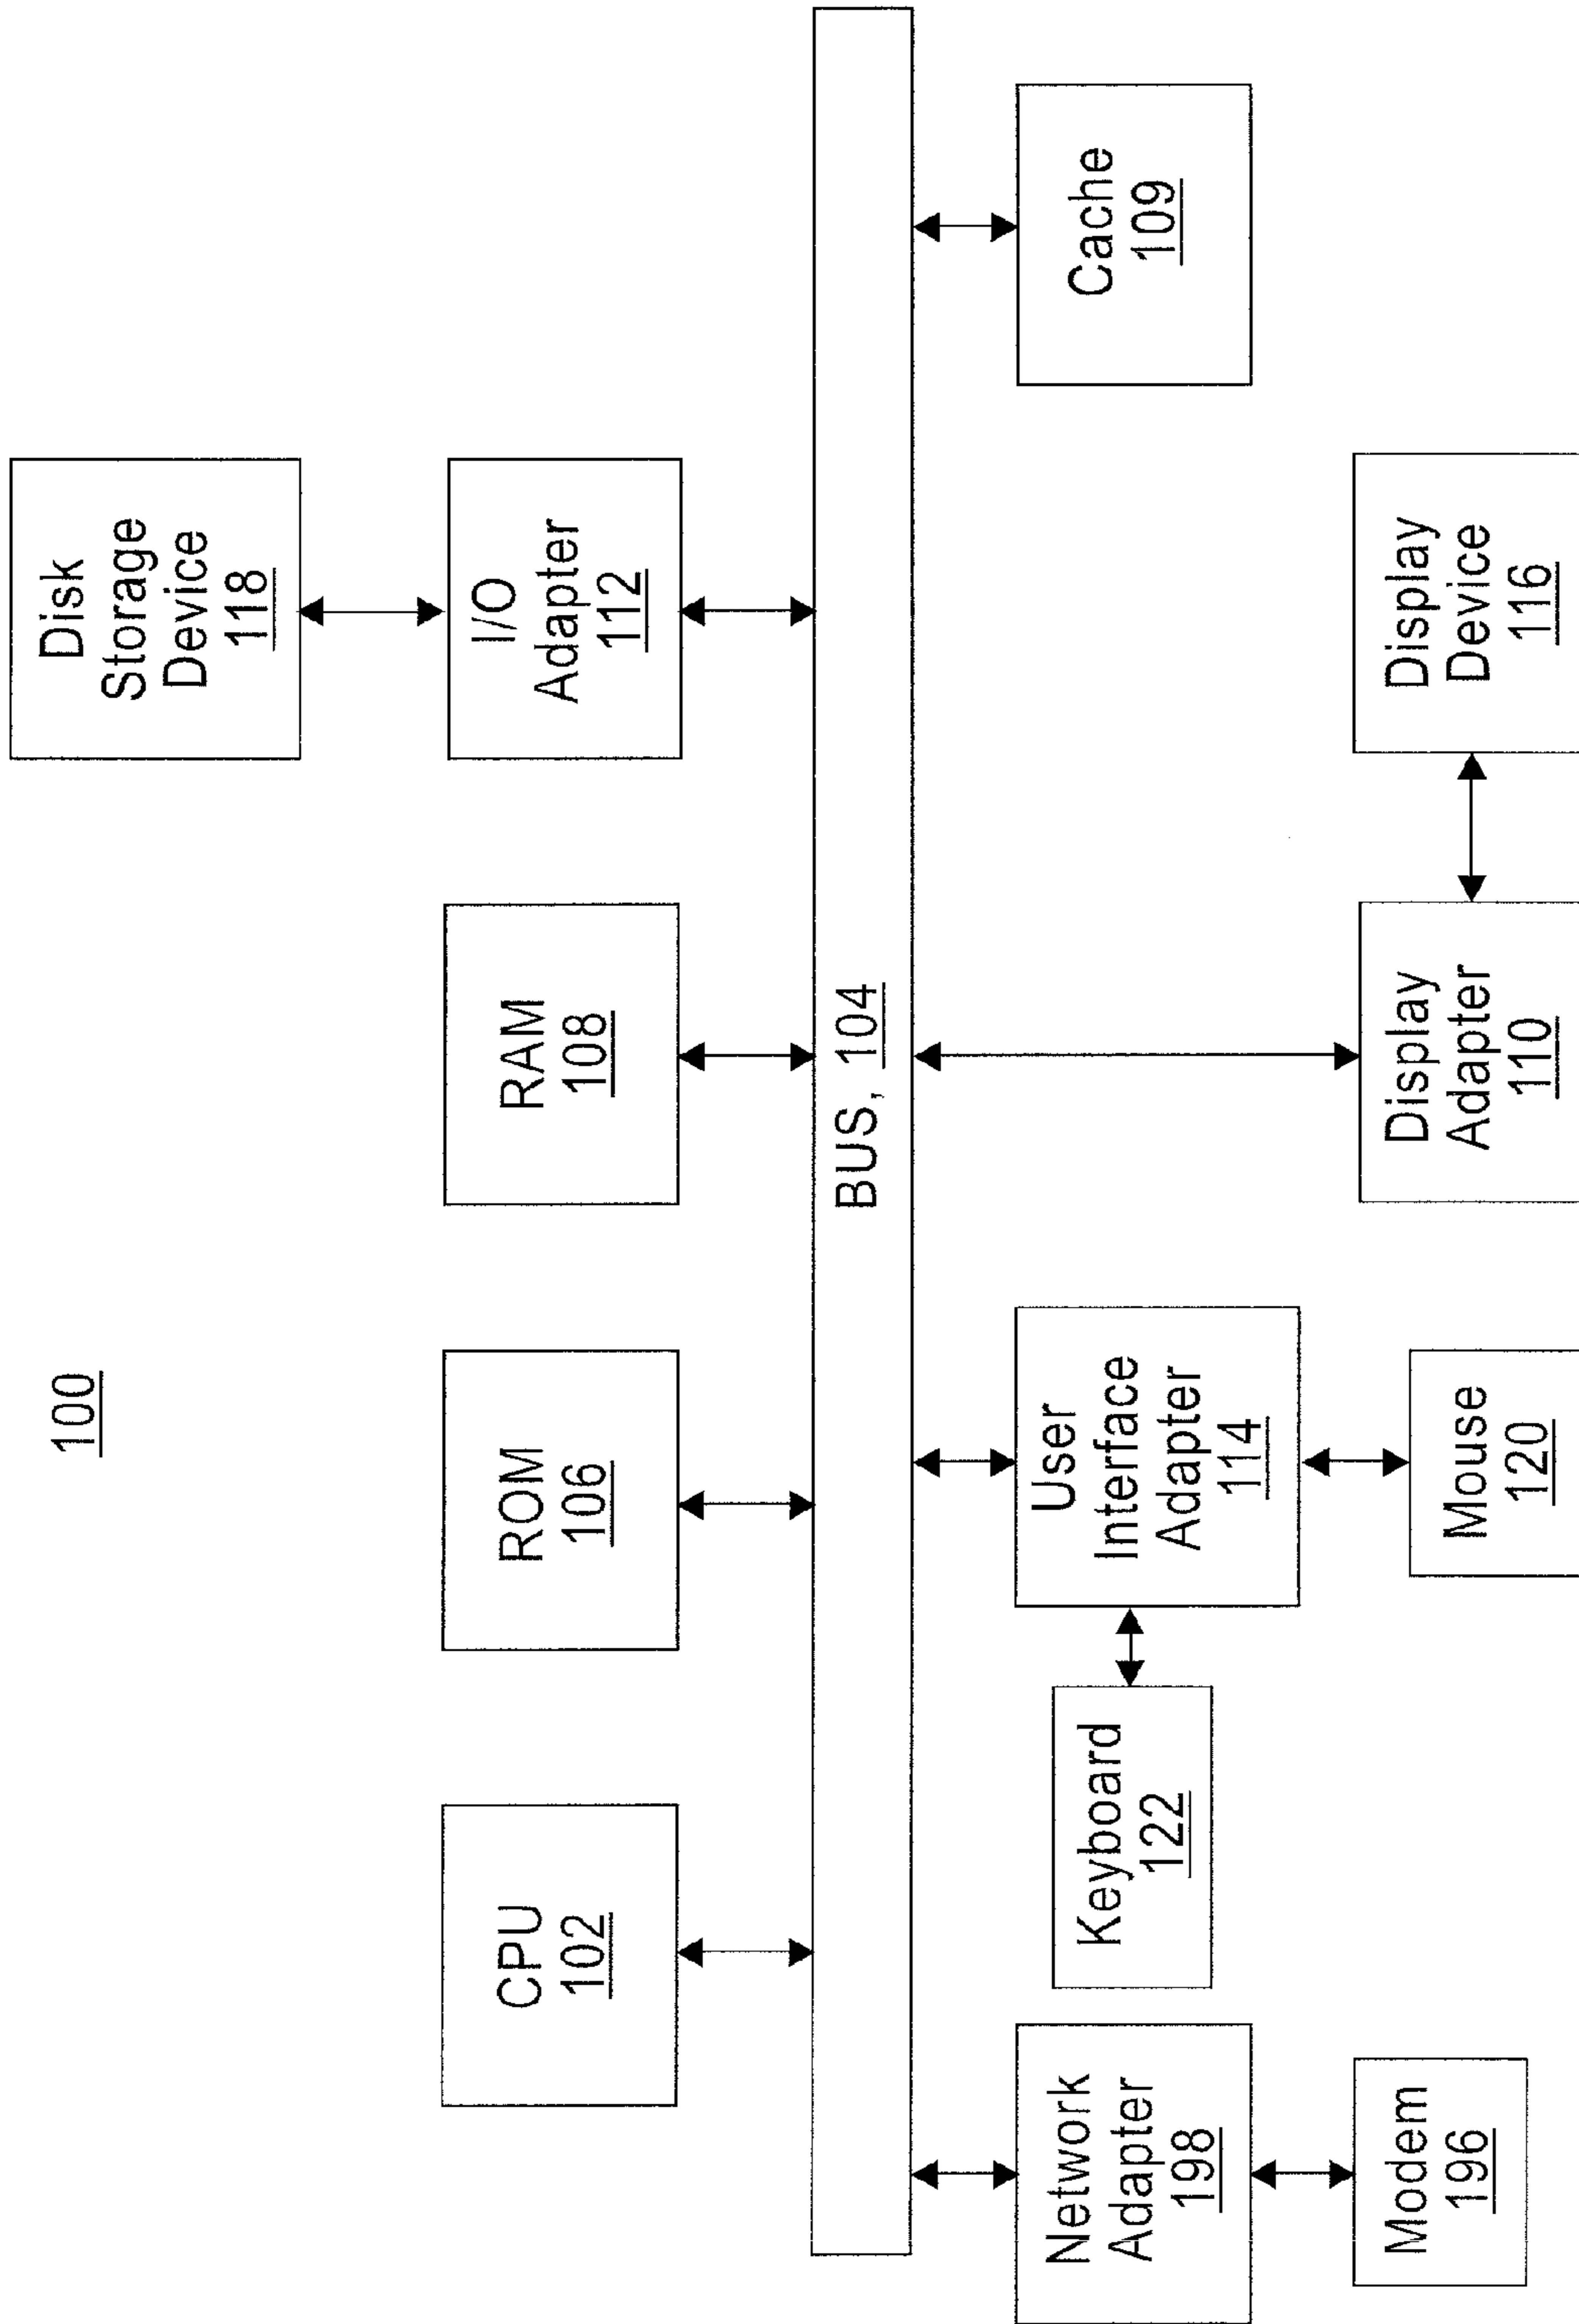 100
Disk
Storage
Device
118
CPU
102
ROM
106
RAM
108
I/O
Adapter
112
BUS, 104
Network
Adapter
198
Keyboard
122
User
Interface
Adapter
114
Cache
109
Modem
196
Mouse
120
Display
Adapter
110
Display
Device
116